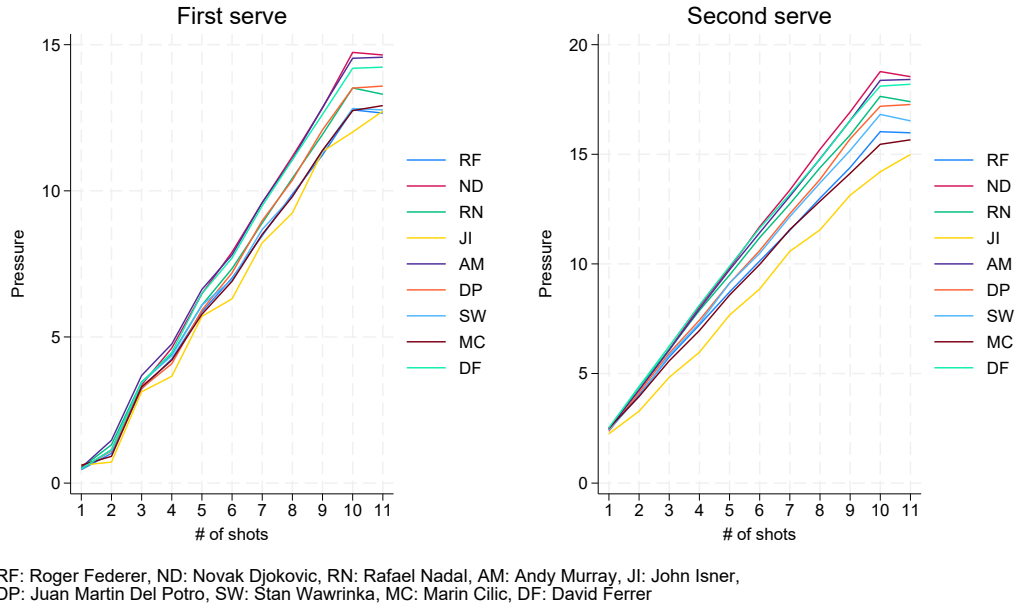 First serve
Second serve
15
10
5
0
Pressure
1 2 3 4 5 6 7 8 9 10 11
# of shots
RF
ND
RN
JI
AM
DP
SW
MC
DF
20
15
10
5
0
Pressure
1 2 3 4 5 6 7 8 9 10 11
# of shots
RF
ND
RN
JI
AM
DP
SW
MC
DF
RF: Roger Federer, ND: Novak Djokovic, RN: Rafael Nadal, AM: Andy Murray, JI: John Isner,
DP: Juan Martin Del Potro, SW: Stan Wawrinka, MC: Marin Cilic, DF: David Ferrer